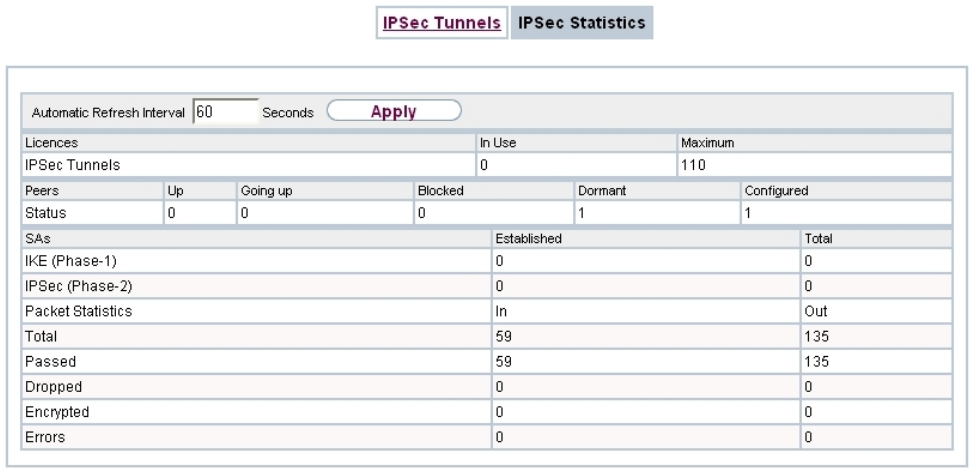 IPSec Tunnels IPSec Statistics
Automatic Refresh Interval 60 Seconds Apply
Licences In Use Maximum
IPSec Tunnels 0 110
Peers Up Going up Blocked Dormant Configured
Status 0 0 0 1 1
SAs Established Total
IKE (Phase-1) 0 0
IPSec (Phase-2) 0 0
Packet Statistics In Out
Total 59 135
Passed 59 135
Dropped 0 0
Encrypted 0 0
Errors 0 0